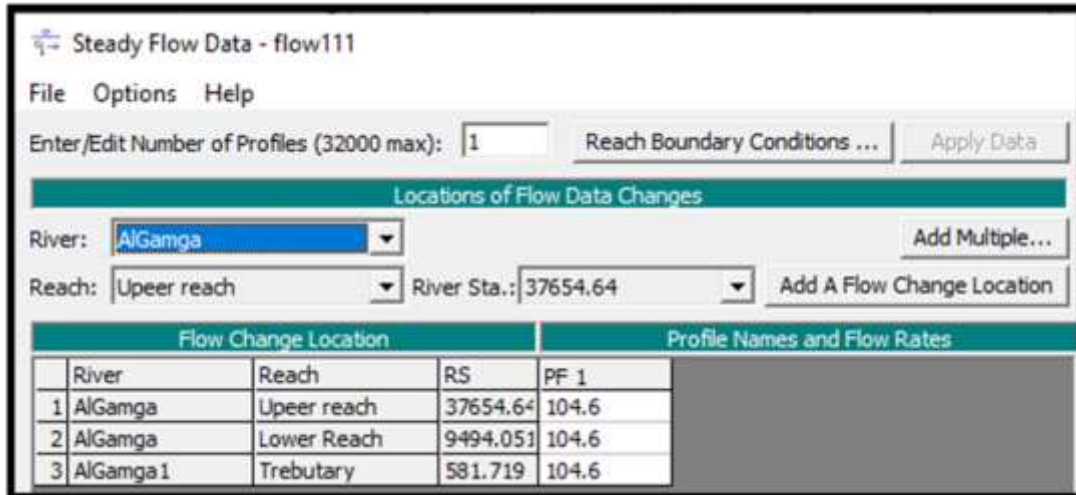 Steady Flow Data - flow111
File Options Help
Enter/Edit Number of Profiles (32000 max): 1 Reach Boundary Conditions ... Apply Data
Locations of Flow Data Changes
River: AlGamga Add Multiple...
Reach: Upeer reach River Sta.: 37654.64 Add A Flow Change Location
Flow Change Location Profile Names and Flow Rates
River Reach RS PF 1
1 AlGamga Upeer reach 37654.64 104.6
2 AlGamga Lower Reach 9494.051 104.6
3 AlGamga1 Trebutary 581.719 104.6